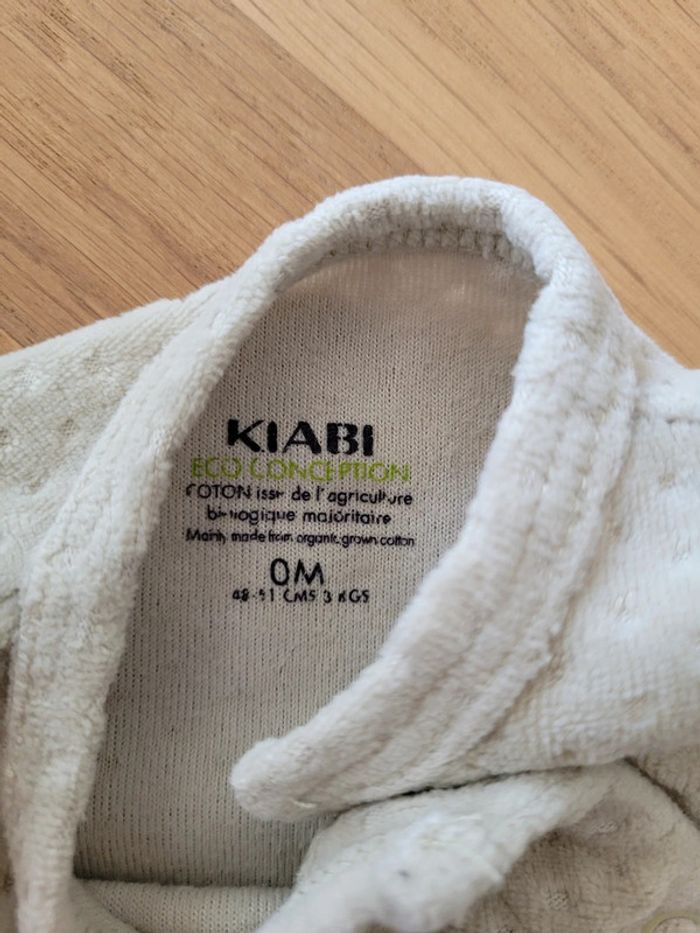 KIABI
ECO CONCEPTION
COTON issu de l'agriculture
biologique majoritaire
Mainly made from organic grown cotton
0M
48-51 CMS 3 KGS